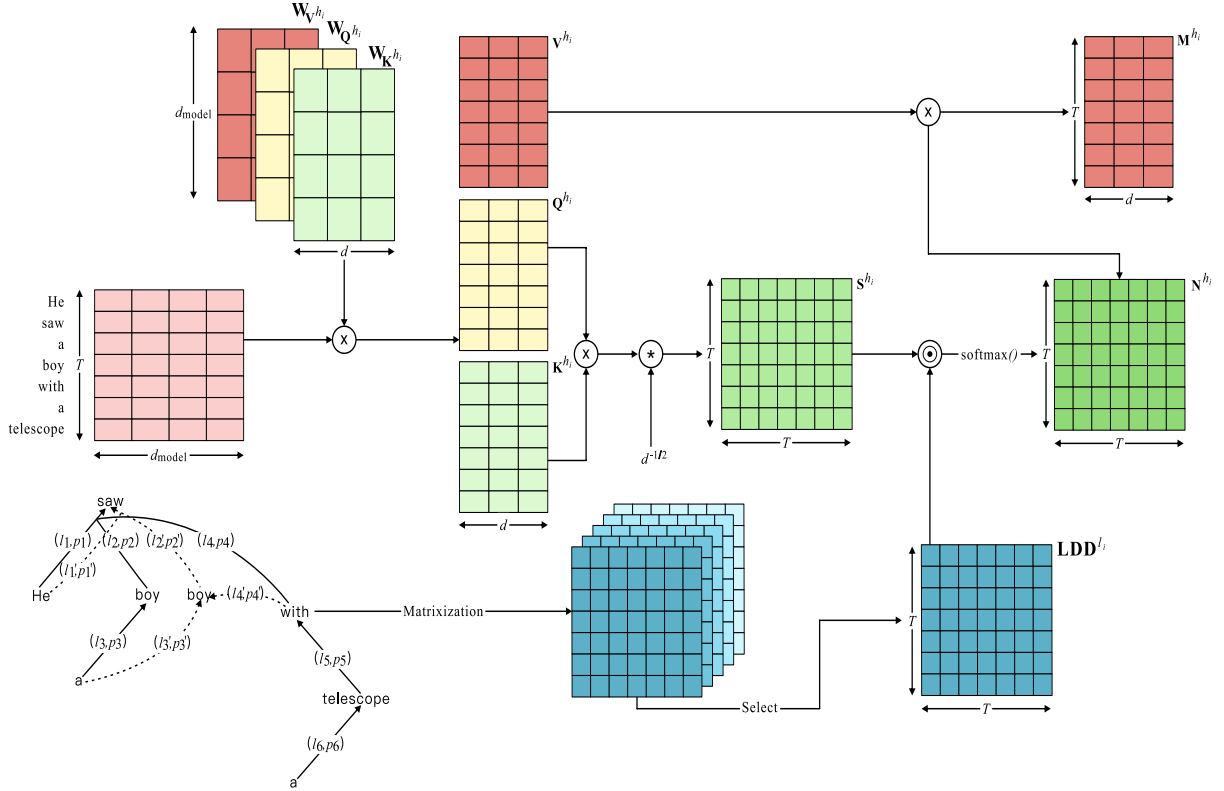 W_V^{h_i}
W_Q^{h_i}
W_K^{h_i}
d_model
d
V^{h_i}
X
M^{h_i}
T
d
Q^{h_i}
He
saw
a
boy
with
a
telescope
T
d_model
X
K^{h_i}
d
X
*
d^{-1/2}
S^{h_i}
T
T
softmax()
N^{h_i}
T
T
saw
(l1,p1)
(l2,p2)
(l2',p2')
(l4,p4)
(l1',p1')
He
boy
boy
(l4',p4')
with
(l3,p3)
(l3',p3')
a
(l5,p5)
telescope
(l6,p6)
a
Matrixization
Select
LDD^{l_i}
T
T